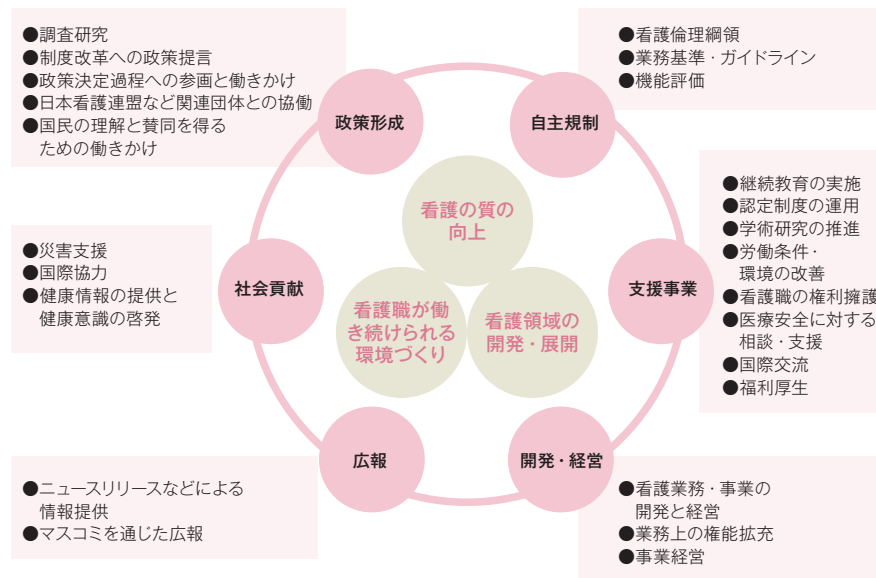 ●調査研究
●制度改革への政策提言
●政策決定過程への参画と働きかけ
●日本看護連盟など関連団体との協働
●国民の理解と賛同を得る
ための働きかけ
政策形成
●看護倫理綱領
●業務基準・ガイドライン
●機能評価
自主規制
●継続教育の実施
●認定制度の運用
●学術研究の推進
●労働条件・
環境の改善
●看護職の権利擁護
●医療安全に対する
相談・支援
●国際交流
●福利厚生
支援事業
看護の質の
向上
看護職が働
き続けられる
環境づくり
看護領域の
開発・展開
●災害支援
●国際協力
●健康情報の提供と
健康意識の啓発
社会貢献
広報
●ニュースリリースなどによる
情報提供
●マスコミを通じた広報
開発・経営
●看護業務・事業の
開発と経営
●業務上の権能拡充
●事業経営